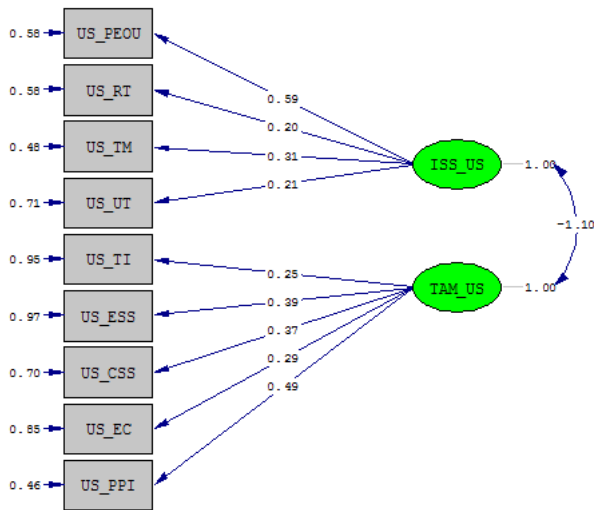 0.58 US_PEOU
0.58 US_RT
0.48 US_TM
0.71 US_UT
0.95 US_TI
0.97 US_ESS
0.70 US_CSS
0.85 US_EC
0.46 US_PPI
0.59
0.20
0.31
0.21
0.25
0.39
0.37
0.29
0.49
ISS_US 1.00
TAM_US 1.00
-1.10